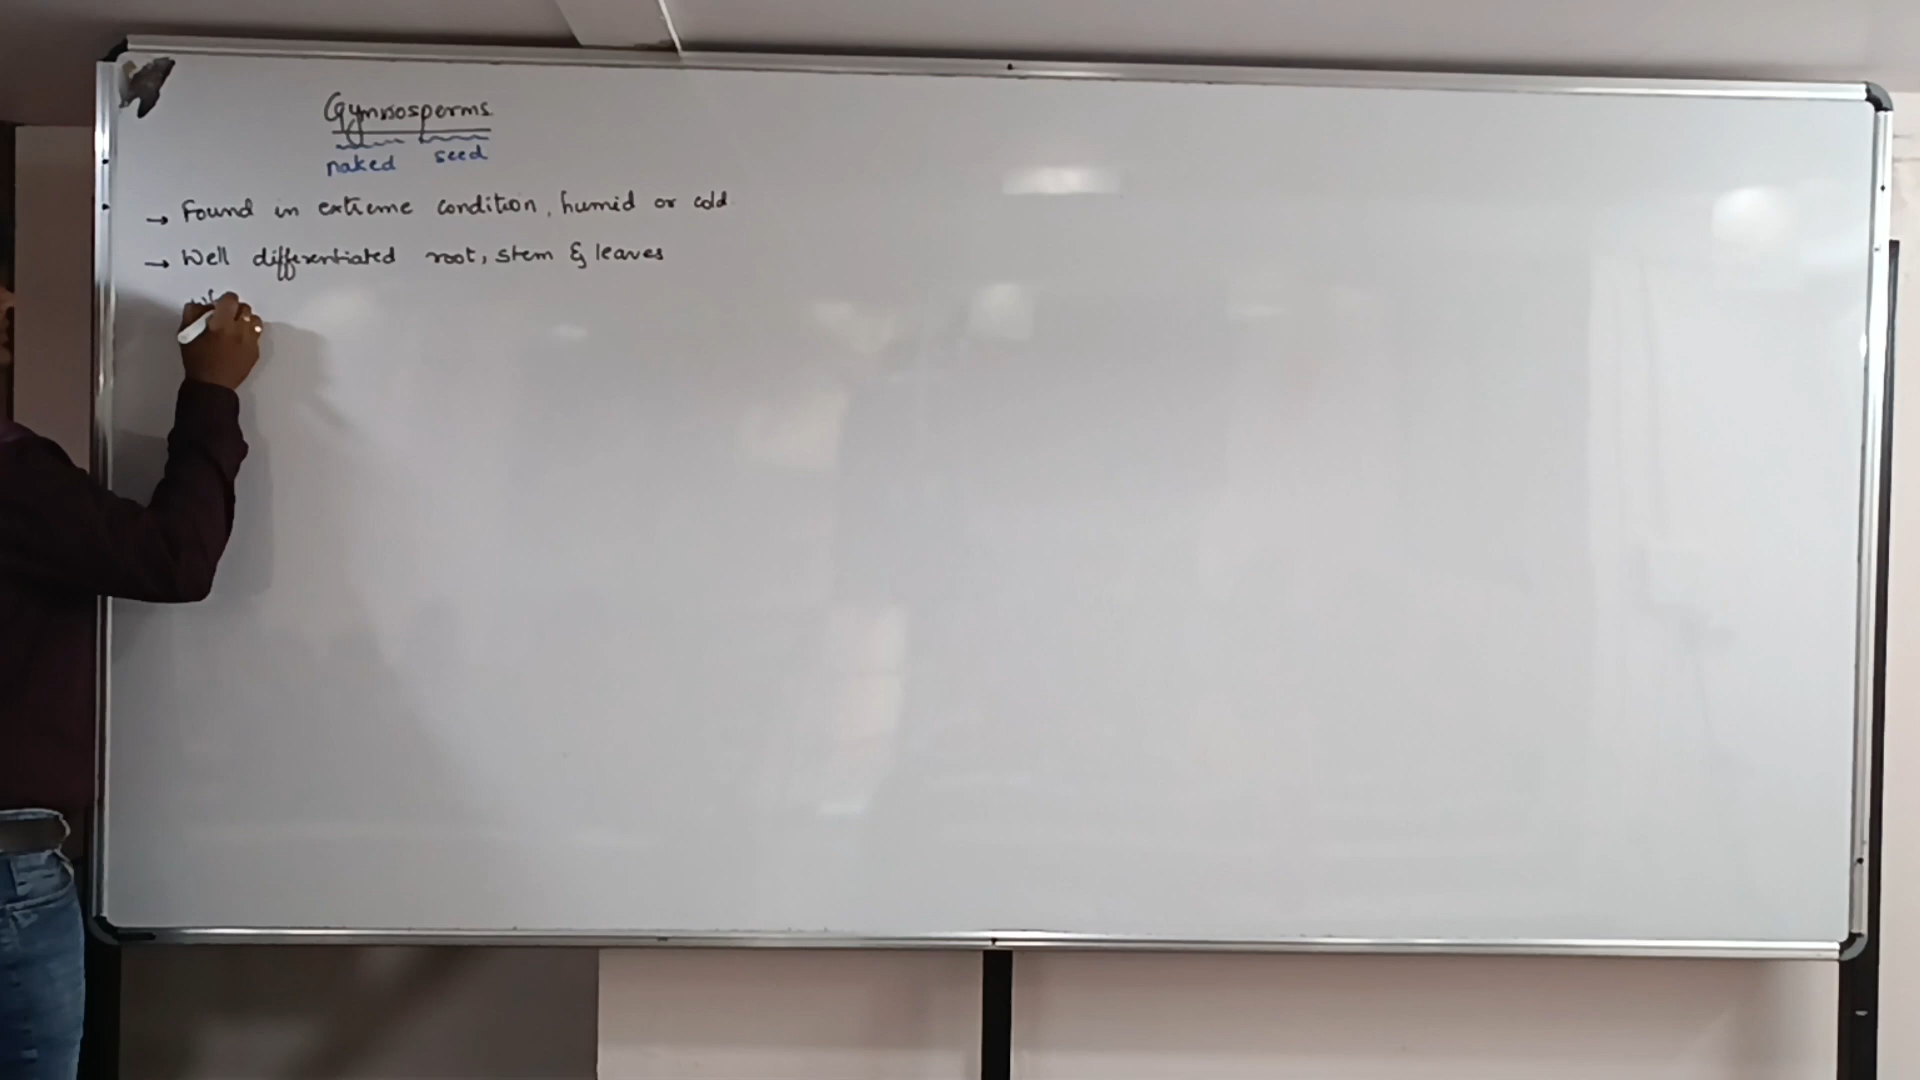 Gymnosperms.
naked seed
→ Found in extreme condition, humid or cold
→ Well differentiated root, stem & leaves